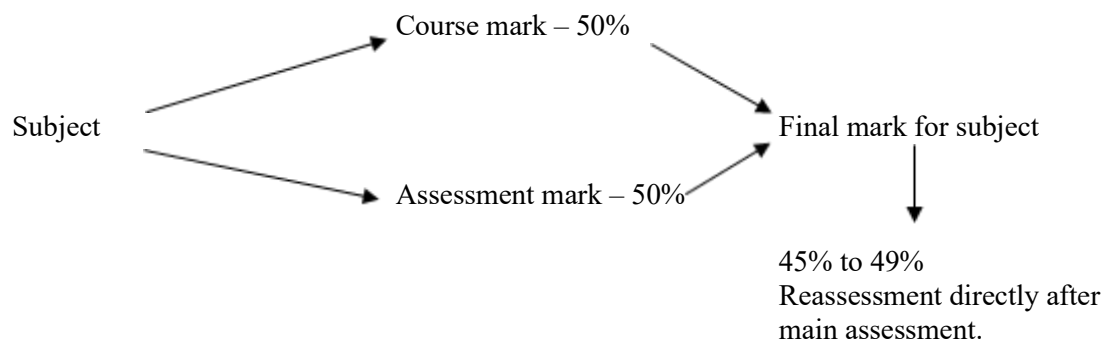 Course mark – 50%
Subject
Final mark for subject
Assessment mark – 50%
45% to 49%
Reassessment directly after
main assessment.